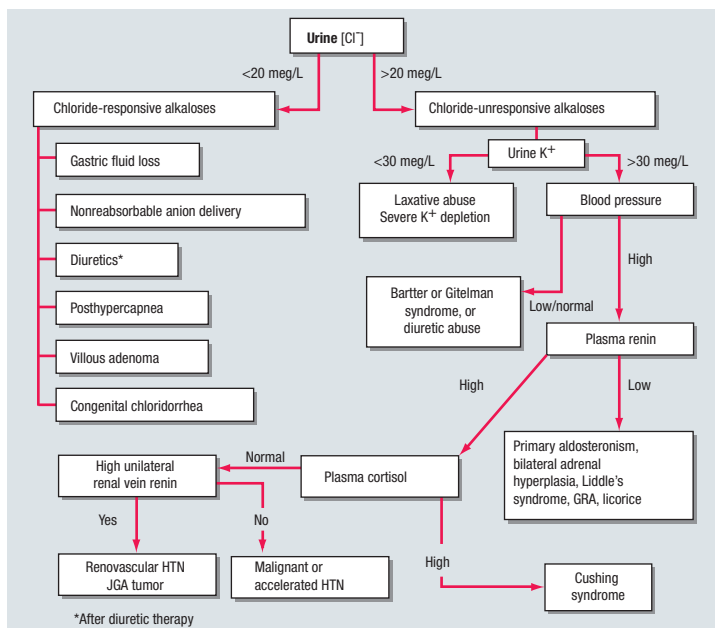 Urine [Cl⁻]
<20 meg/L
>20 meg/L
Chloride-responsive alkaloses
Chloride-unresponsive alkaloses
Gastric fluid loss
Nonreabsorbable anion delivery
Diuretics*
Posthypercapnea
Villous adenoma
Congenital chloridorrhea
Urine K⁺
<30 meg/L
>30 meg/L
Laxative abuse
Severe K⁺ depletion
Blood pressure
High
Low/normal
Bartter or Gitelman
syndrome, or
diuretic abuse
Plasma renin
High
Low
Primary aldosteronism,
bilateral adrenal
hyperplasia, Liddle's
syndrome, GRA, licorice
Plasma cortisol
Normal
High
High unilateral
renal vein renin
Yes
No
Renovascular HTN
JGA tumor
Malignant or
accelerated HTN
Cushing
syndrome
*After diuretic therapy